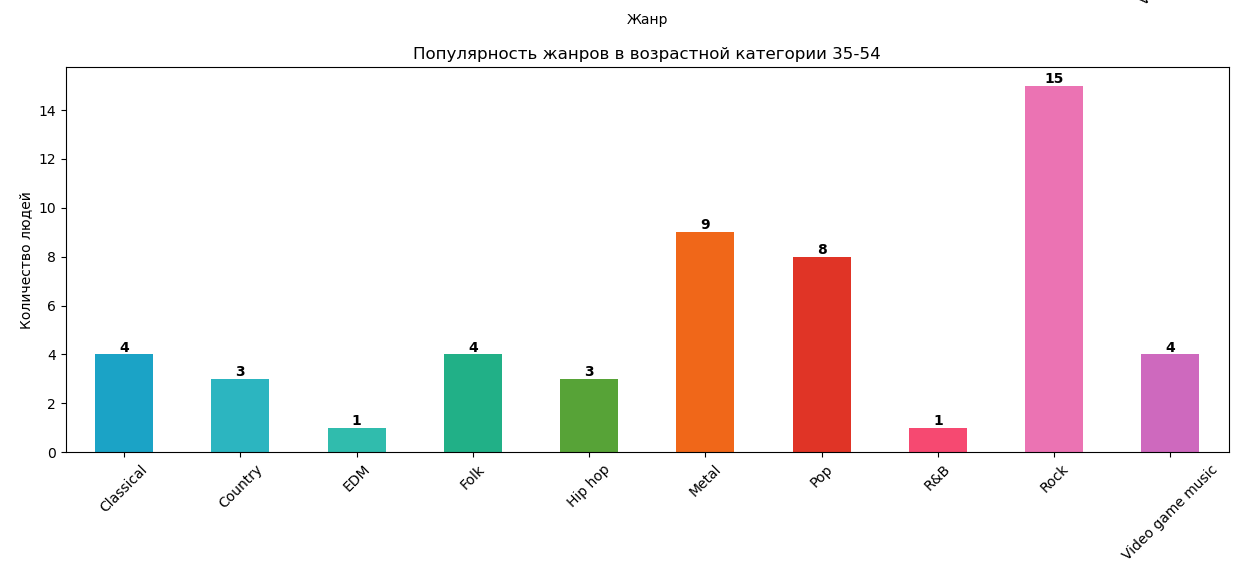 Жанр
Популярность жанров в возрастной категории 35-54
Количество людей
14
12
10
8
6
4
2
0
4
3
1
4
3
9
8
1
15
4
Classical
Country
EDM
Folk
Hip hop
Metal
Pop
R&B
Rock
Video game music